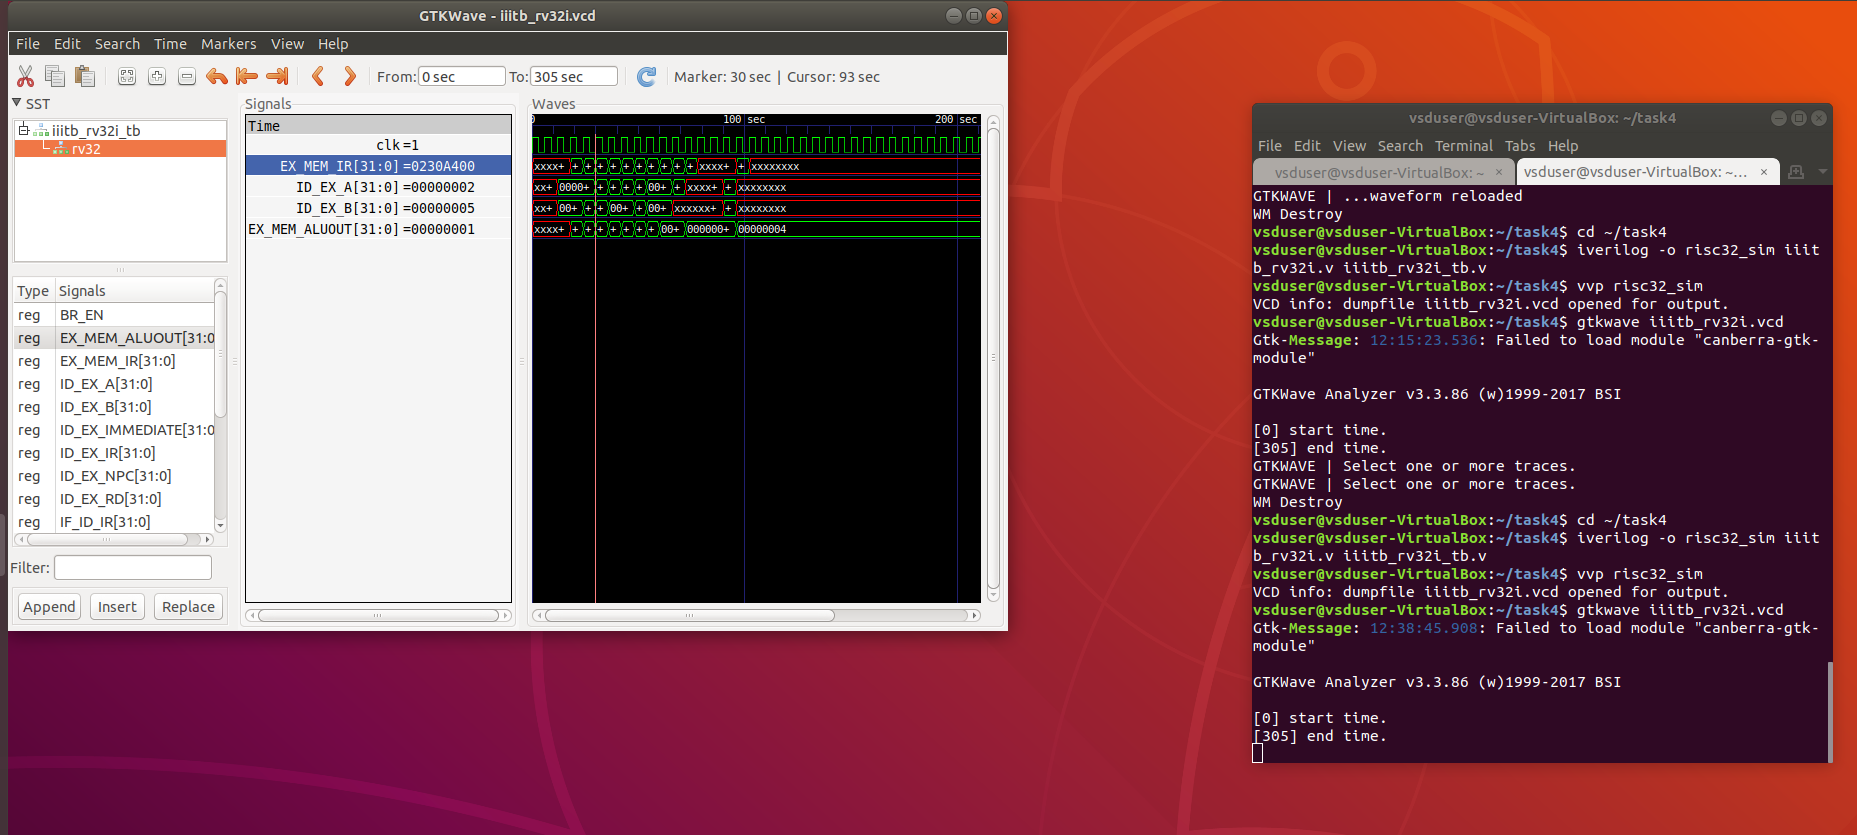 GTKWave - iiitb_rv32i.vcd
File Edit Search Time Markers View Help
From: 0 sec To: 305 sec Marker: 30 sec | Cursor: 93 sec
SST
iiitb_rv32i_tb
rv32
Type Signals
reg BR_EN
reg EX_MEM_ALUOUT[31:0
reg EX_MEM_IR[31:0]
reg ID_EX_A[31:0]
reg ID_EX_B[31:0]
reg ID_EX_IMMEDIATE[31:0
reg ID_EX_IR[31:0]
reg ID_EX_NPC[31:0]
reg ID_EX_RD[31:0]
reg IF_ID_IR[31:0]
Filter:
Append Insert Replace
Signals
Time
clk=1
EX_MEM_IR[31:0]=0230A400
ID_EX_A[31:0]=00000002
ID_EX_B[31:0]=00000005
EX_MEM_ALUOUT[31:0]=00000001
Waves
0 100 sec 200 sec
xxxx+ + + + + + + + + + + xxxx+ + xxxxxxxx
xx+ 0000+ + + + + 00+ + xxxx+ + xxxxxxxx
xx+ 00+ + + 00+ + 00+ xxxxxx+ + xxxxxxxx
xxxx+ + + + + + + + 00+ 000000+ 00000004
vsduser@vsduser-VirtualBox: ~/task4
File Edit View Search Terminal Tabs Help
vsduser@vsduser-VirtualBox: ~ × vsduser@vsduser-VirtualBox: ~... ×
GTKWAVE | ...waveform reloaded
WM Destroy
vsduser@vsduser-VirtualBox:~/task4$ cd ~/task4
vsduser@vsduser-VirtualBox:~/task4$ iverilog -o risc32_sim iiit
b_rv32i.v iiitb_rv32i_tb.v
vsduser@vsduser-VirtualBox:~/task4$ vvp risc32_sim
VCD info: dumpfile iiitb_rv32i.vcd opened for output.
vsduser@vsduser-VirtualBox:~/task4$ gtkwave iiitb_rv32i.vcd
Gtk-Message: 12:15:23.536: Failed to load module "canberra-gtk-
module"
GTKWave Analyzer v3.3.86 (w)1999-2017 BSI
[0] start time.
[305] end time.
GTKWAVE | Select one or more traces.
GTKWAVE | Select one or more traces.
WM Destroy
vsduser@vsduser-VirtualBox:~/task4$ cd ~/task4
vsduser@vsduser-VirtualBox:~/task4$ iverilog -o risc32_sim iiit
b_rv32i.v iiitb_rv32i_tb.v
vsduser@vsduser-VirtualBox:~/task4$ vvp risc32_sim
VCD info: dumpfile iiitb_rv32i.vcd opened for output.
vsduser@vsduser-VirtualBox:~/task4$ gtkwave iiitb_rv32i.vcd
Gtk-Message: 12:38:45.908: Failed to load module "canberra-gtk-
module"
GTKWave Analyzer v3.3.86 (w)1999-2017 BSI
[0] start time.
[305] end time.